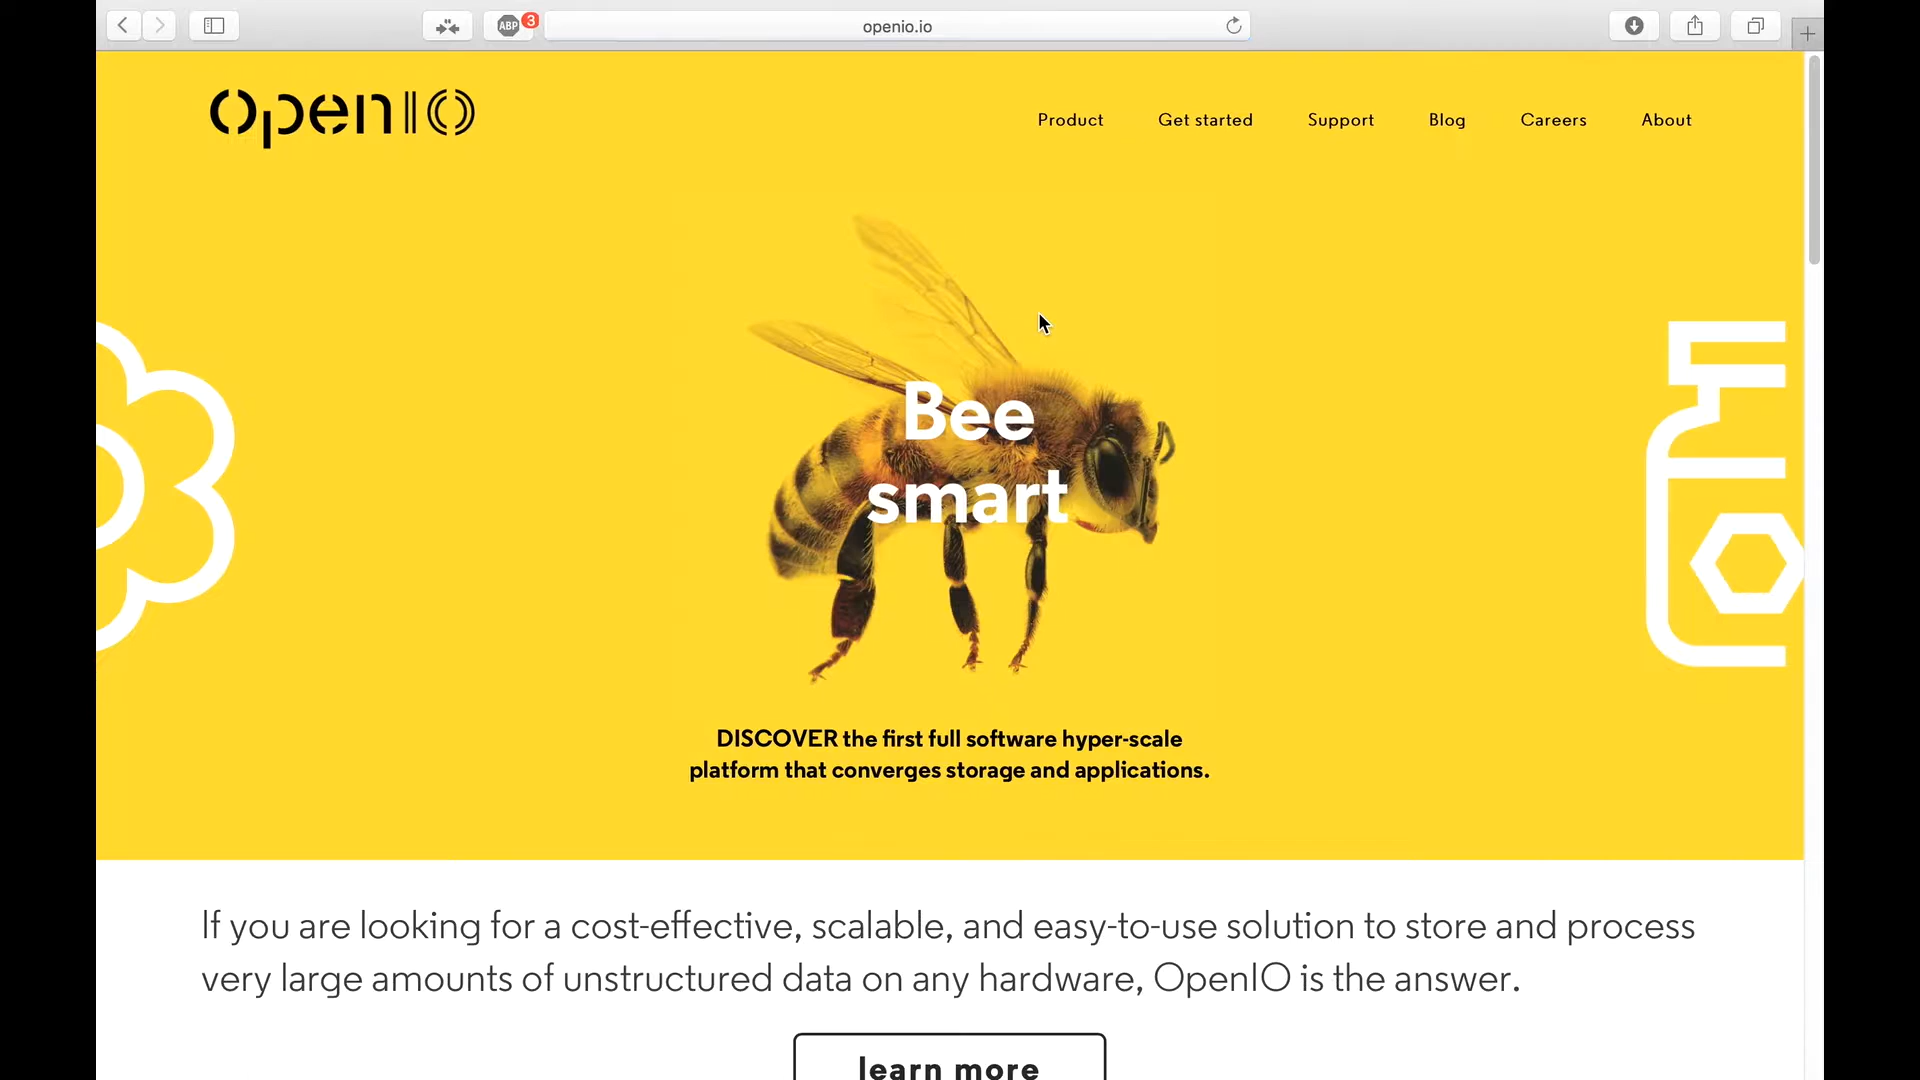 ABP
3
openio.io
openIO
Product
Get started
Support
Blog
Careers
About
Bee
smart
DISCOVER the first full software hyper-scale
platform that converges storage and applications.
If you are looking for a cost-effective, scalable, and easy-to-use solution to store and process
very large amounts of unstructured data on any hardware, OpenIO is the answer.
learn more